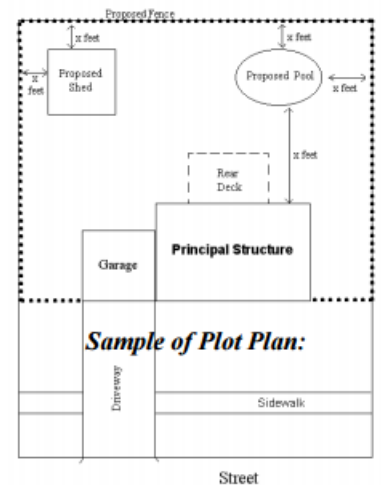 Proposed Fence
x feet
x feet
x
feet
Proposed
Shed
Proposed Pool
x feet
x feet
Rear
Deck
Principal Structure
Garage
Sample of Plot Plan:
Driveway
Sidewalk
Street